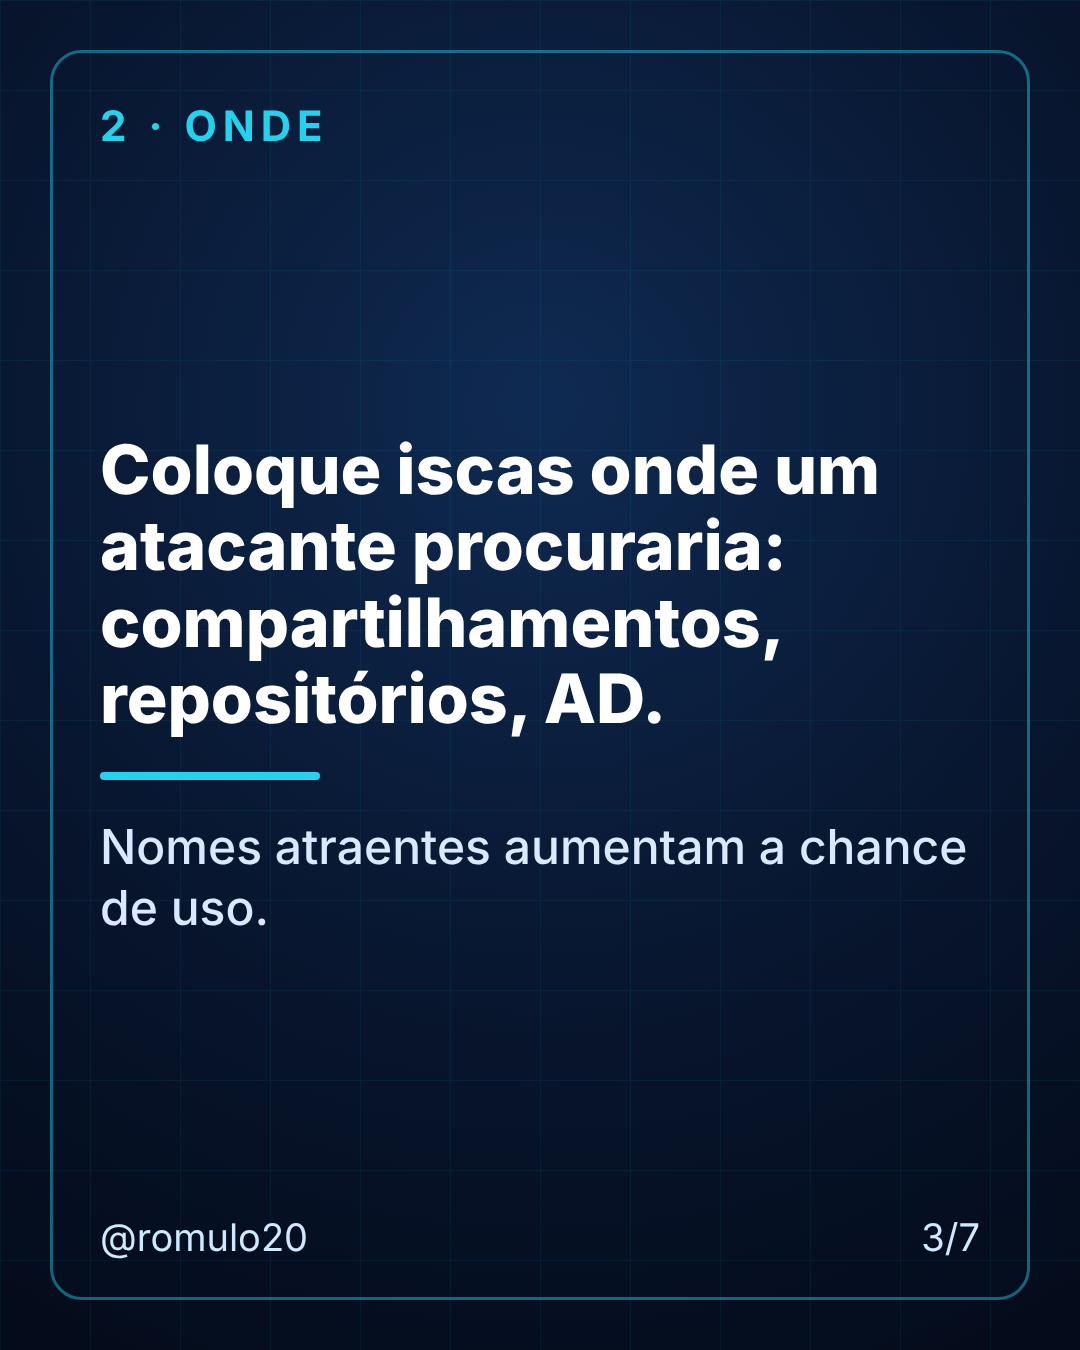 2 · ONDE
Coloque iscas onde um
atacante procuraria:
compartilhamentos,
repositórios, AD.
Nomes atraentes aumentam a chance
de uso.
@romulo20
3/7